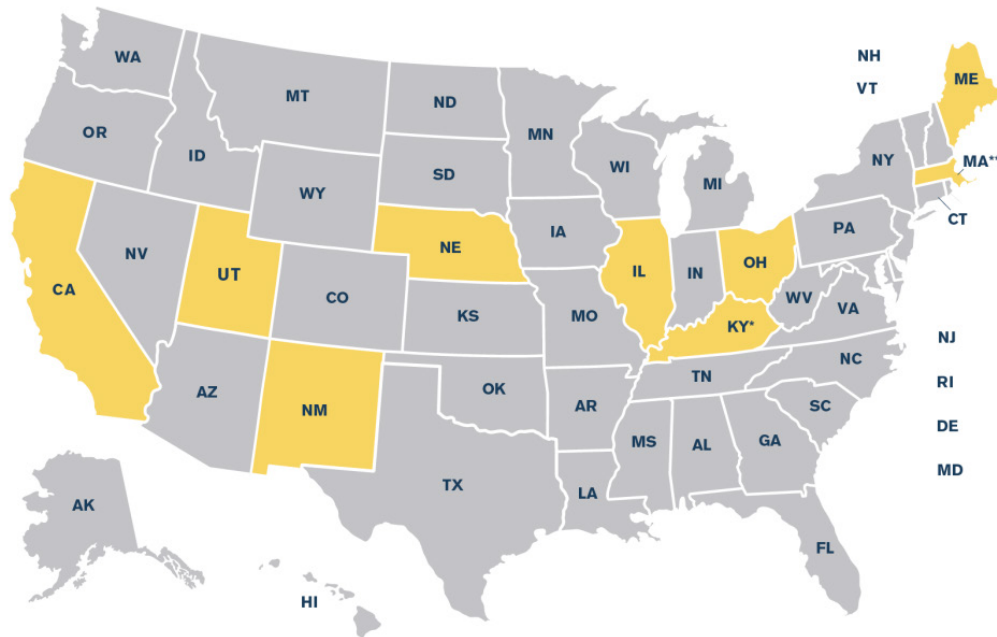 WA
MT
ND
MN
OR
ID
WY
SD
WI
MI
NY
NH
VT
ME
MA**
CT
NV
UT
CA
CO
NE
IA
IL
IN
OH
PA
WV
VA
KS
MO
KY*
NJ
AZ
NM
OK
AR
TN
NC
RI
SC
DE
MS
AL
GA
MD
TX
LA
FL
AK
HI